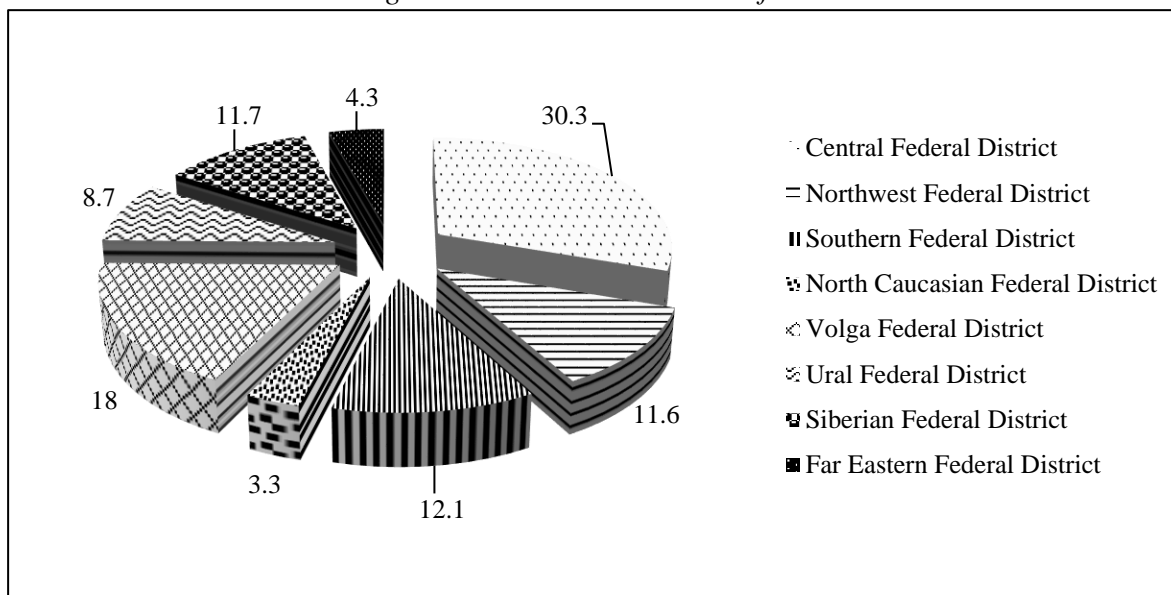 4.3
11.7
30.3
8.7
18
3.3
12.1
11.6
Central Federal District
Northwest Federal District
Southern Federal District
North Caucasian Federal District
Volga Federal District
Ural Federal District
Siberian Federal District
Far Eastern Federal District